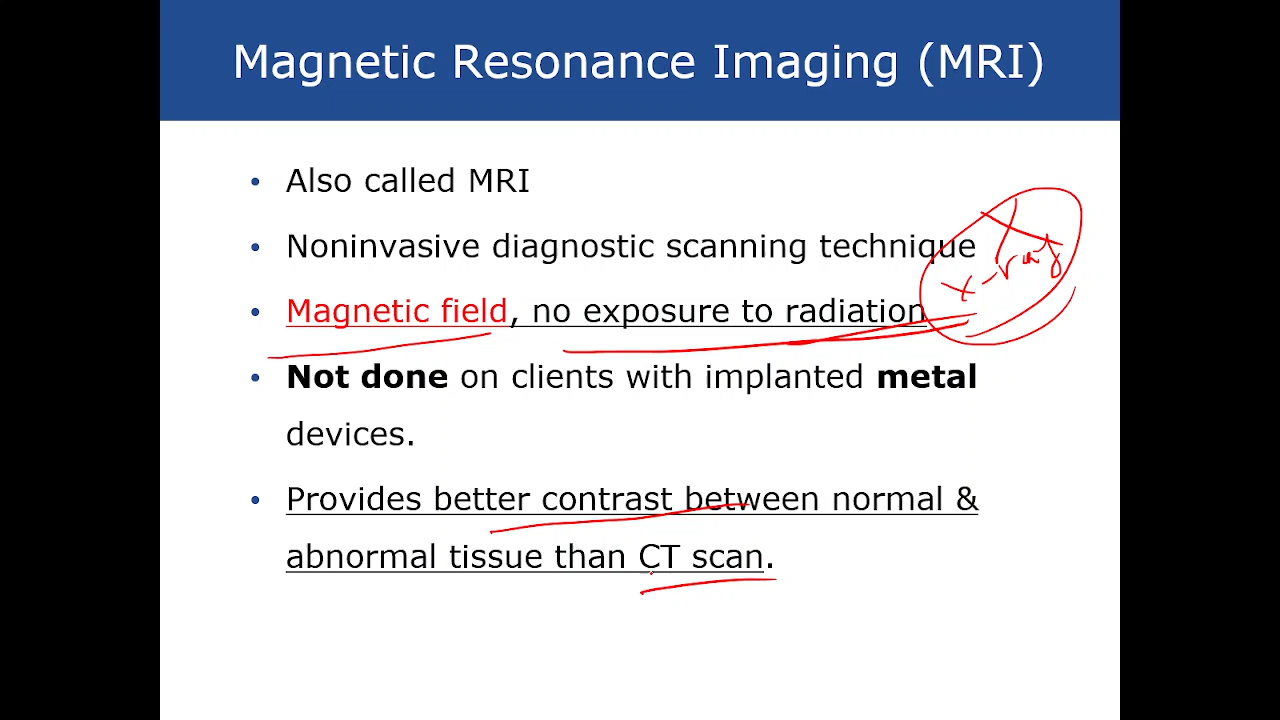 Magnetic Resonance Imaging (MRI)
• Also called MRI
• Noninvasive diagnostic scanning technique
X
x-ray
• Magnetic field, no exposure to radiation
• Not done on clients with implanted metal
devices.
• Provides better contrast between normal &
abnormal tissue than CT scan.